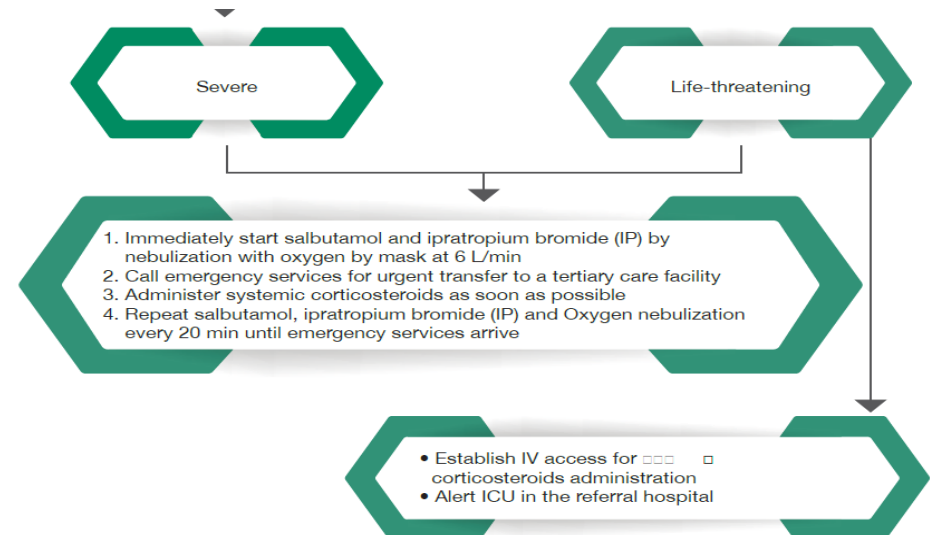 Severe
Life-threatening
1. Immediately start salbutamol and ipratropium bromide (IP) by
nebulization with oxygen by mask at 6 L/min
2. Call emergency services for urgent transfer to a tertiary care facility
3. Administer systemic corticosteroids as soon as possible
4. Repeat salbutamol, ipratropium bromide (IP) and Oxygen nebulization
every 20 min until emergency services arrive
• Establish IV access for
corticosteroids administration
• Alert ICU in the referral hospital